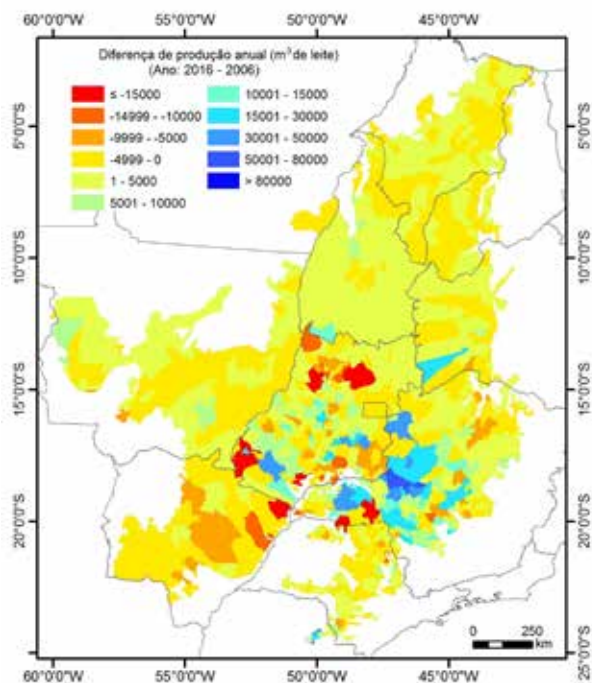 60°0'0"W 55°0'0"W 50°0'0"W 45°0'0"W
Diferença de produção anual (m³ de leite)
(Ano: 2016 - 2006)
≤ -15000
-14999 - -10000
-9999 - -5000
-4999 - 0
1 - 5000
5001 - 10000
10001 - 15000
15001 - 30000
30001 - 50000
50001 - 80000
> 80000
5°0'0"S
10°0'0"S
15°0'0"S
20°0'0"S
25°0'0"S
5°0'0"S
10°0'0"S
15°0'0"S
20°0'0"S
25°0'0"S
0 250
km
60°0'0"W 55°0'0"W 50°0'0"W 45°0'0"W